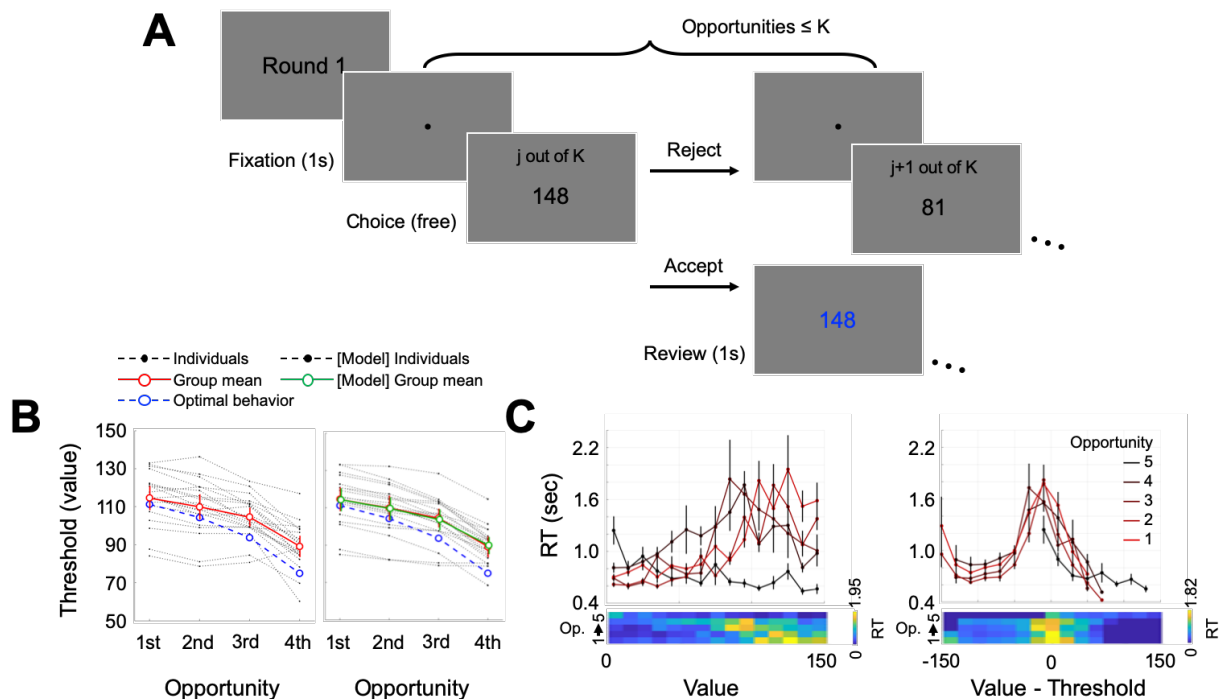 A
Opportunities ≤ K
Round 1
Fixation (1s)
j out of K
148
Choice (free)
Reject
j+1 out of K
81
Accept
148
Review (1s)
Individuals
[Model] Individuals
Group mean
[Model] Group mean
Optimal behavior
B
Threshold (value)
150
130
110
90
70
50
1st 2nd 3rd 4th
1st 2nd 3rd 4th
Opportunity
Opportunity
C
RT (sec)
2.2
1.6
1.0
0.4
2.2
1.6
1.0
0.4
Opportunity
5
4
3
2
1
Op.
1 5
0 1.95
RT
0 150
Value
Op.
1 5
0 1.82
RT
-150 0 150
Value - Threshold